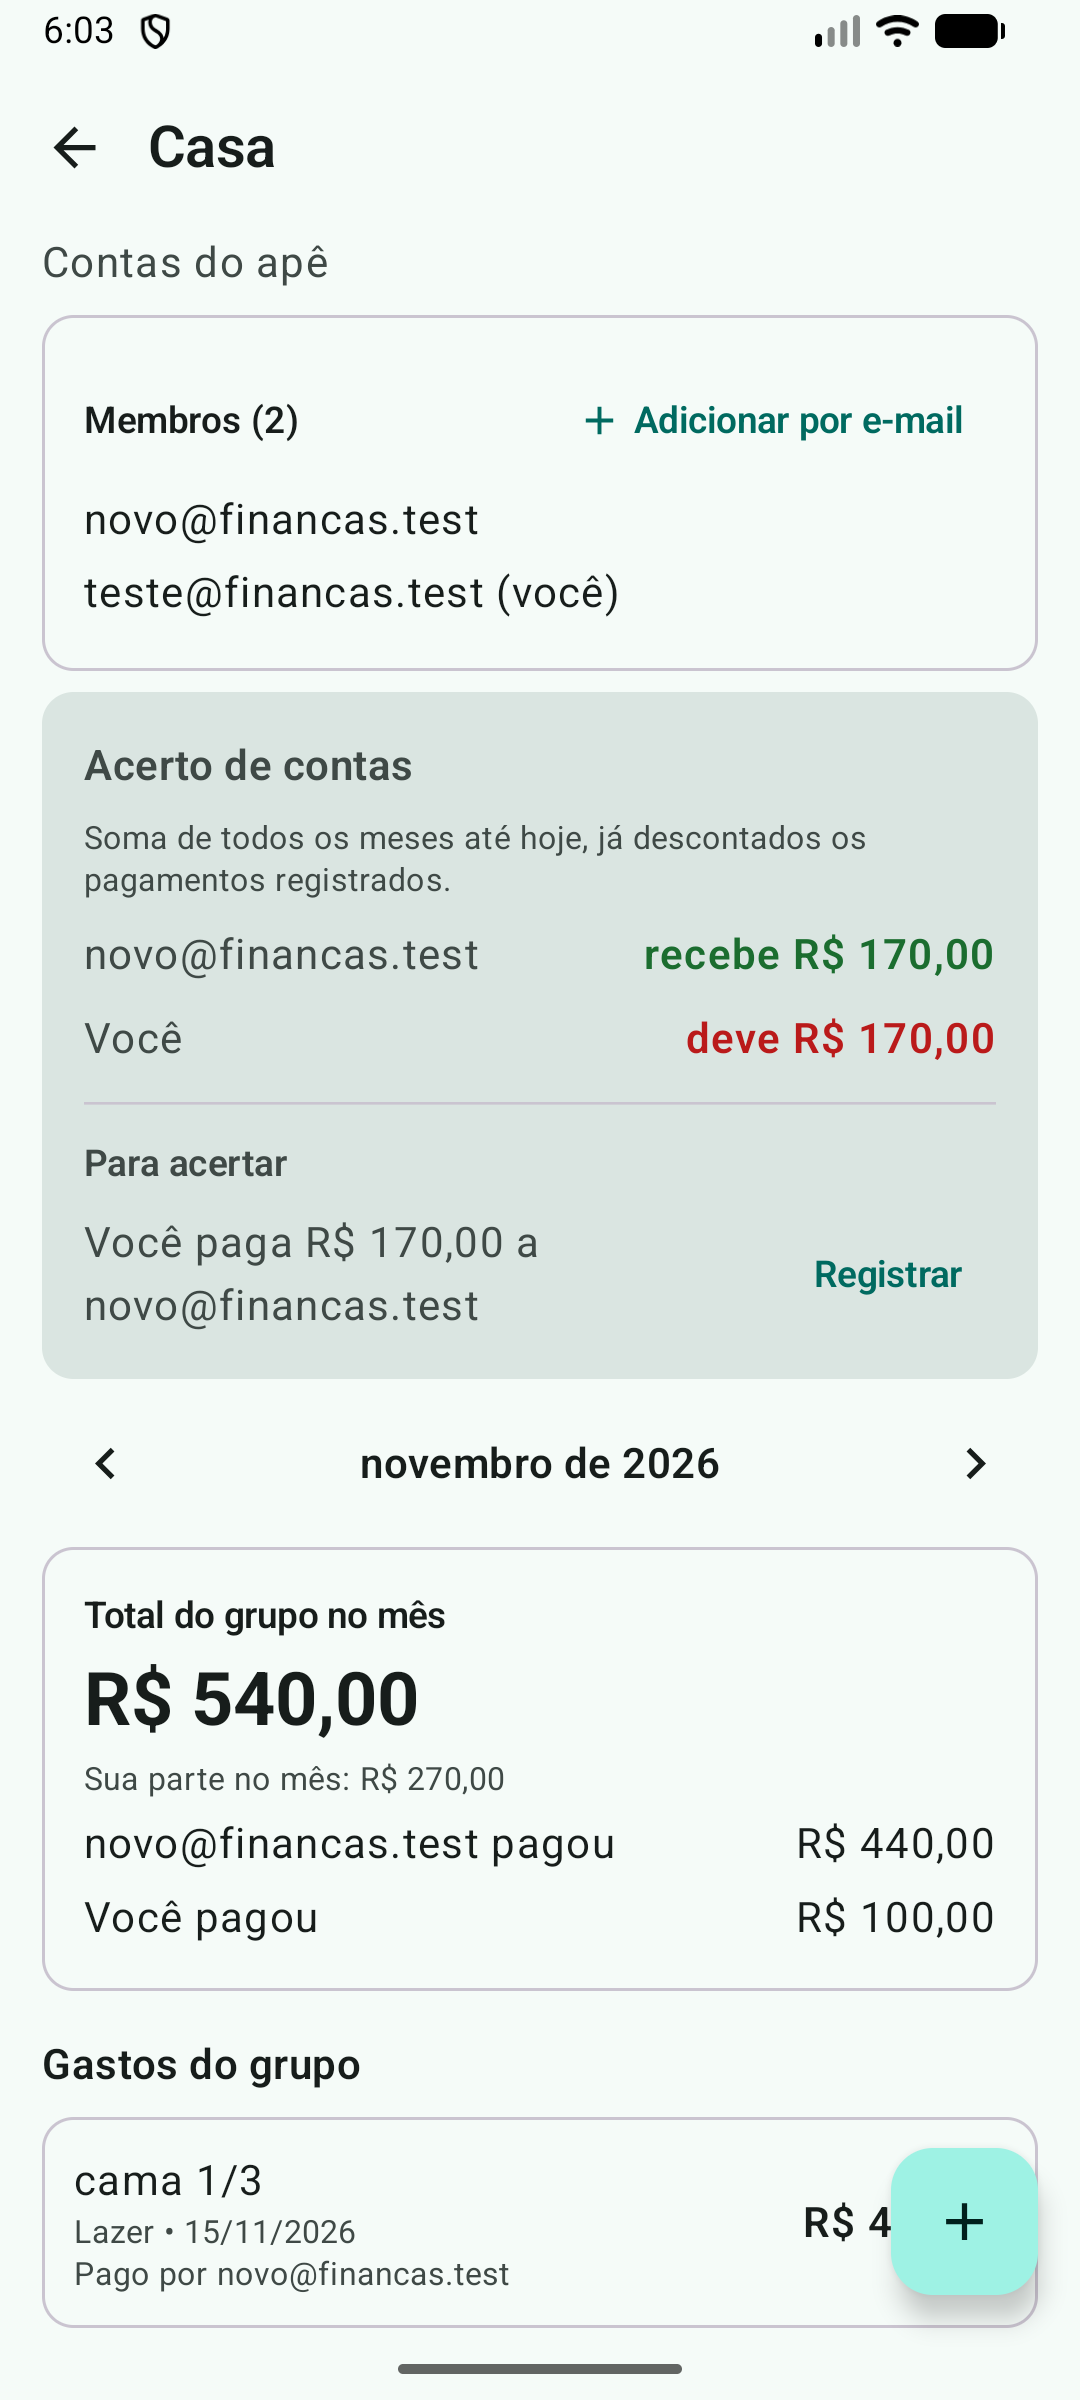 6:03
Casa
Contas do apê
Membros (2)
+ Adicionar por e-mail
novo@financas.test
teste@financas.test (você)
Acerto de contas
Soma de todos os meses até hoje, já descontados os
pagamentos registrados.
novo@financas.test recebe R$ 170,00
Você deve R$ 170,00
Para acertar
Você paga R$ 170,00 a
novo@financas.test
Registrar
novembro de 2026
Total do grupo no mês
R$ 540,00
Sua parte no mês: R$ 270,00
novo@financas.test pagou R$ 440,00
Você pagou R$ 100,00
Gastos do grupo
cama 1/3
Lazer • 15/11/2026
Pago por novo@financas.test
R$ 4